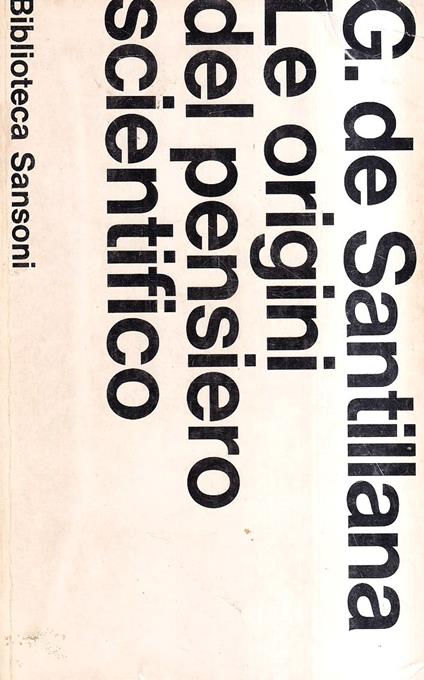 G. de Santillana
Le origini
del pensiero
scientifico
Biblioteca Sansoni